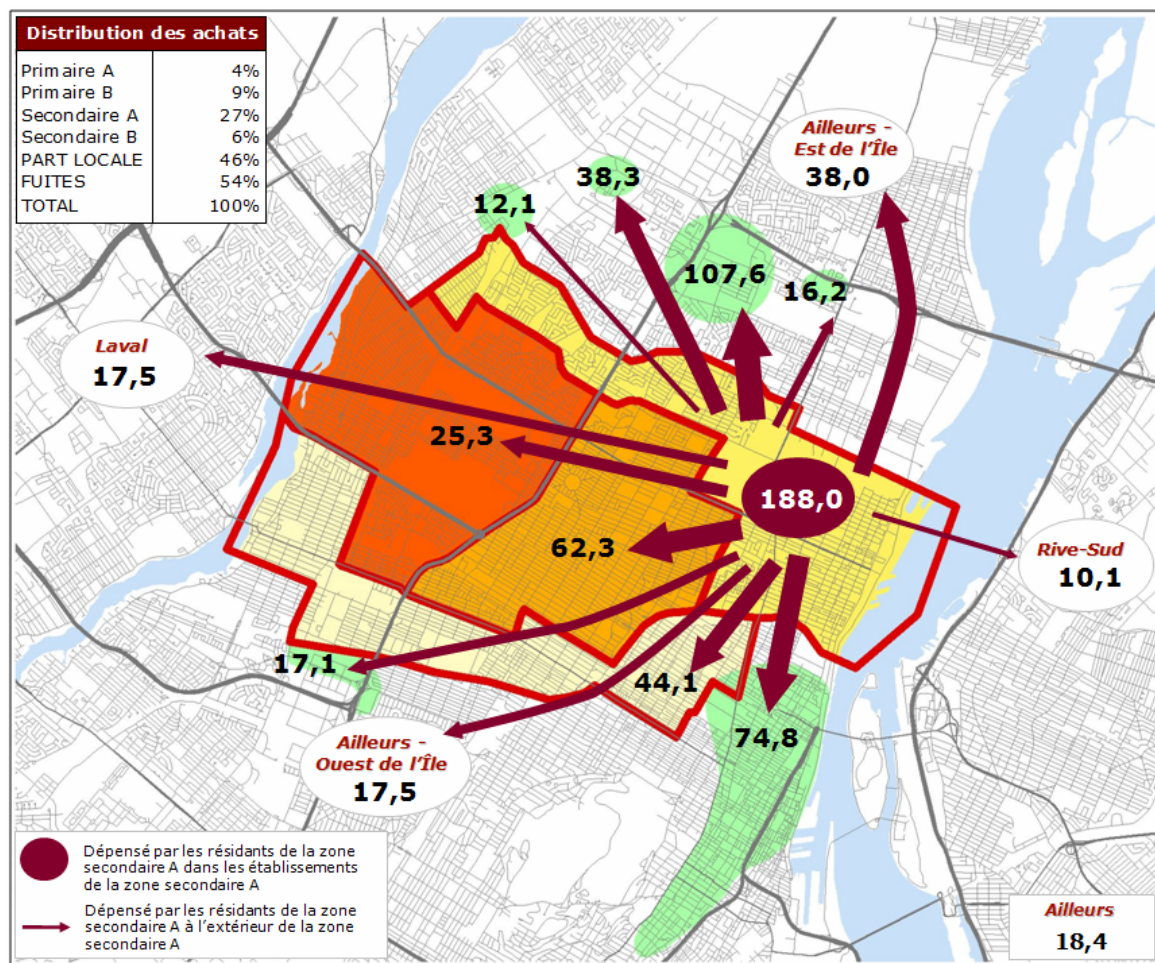 Distribution des achats
Primaire A 4%
Primaire B 9%
Secondaire A 27%
Secondaire B 6%
PART LOCALE 46%
FUITES 54%
TOTAL 100%
Ailleurs -
Est de l'Île
38,0
38,3
12,1
107,6
16,2
Laval
17,5
25,3
188,0
62,3
Rive-Sud
10,1
17,1
44,1
74,8
Ailleurs -
Ouest de l'Île
17,5
Dépensé par les résidants de la zone
secondaire A dans les établissements
de la zone secondaire A
Dépensé par les résidants de la zone
secondaire A à l'extérieur de la zone
secondaire A
Ailleurs
18,4